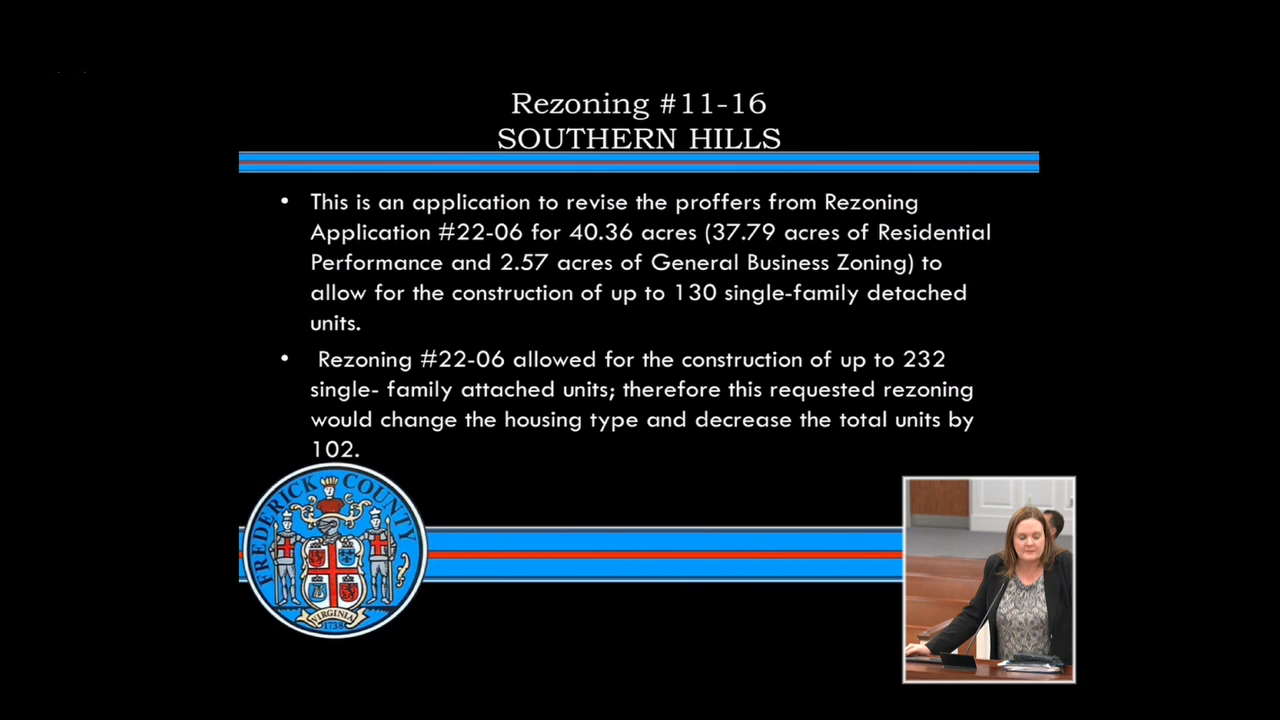 Rezoning #11-16
SOUTHERN HILLS
• This is an application to revise the proffers from Rezoning
Application #22-06 for 40.36 acres (37.79 acres of Residential
Performance and 2.57 acres of General Business Zoning) to
allow for the construction of up to 130 single-family detached
units.
• Rezoning #22-06 allowed for the construction of up to 232
single- family attached units; therefore this requested rezoning
would change the housing type and decrease the total units by
102.
FREDERICK COUNTY
VIRGINIA
1738